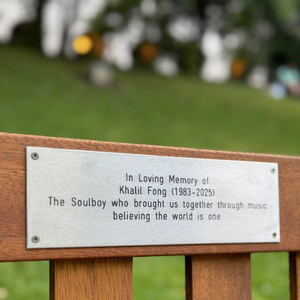 In Loving Memory of
Khalil Fong (1983-2025)
The Soulboy who brought us together through music
believing the world is one